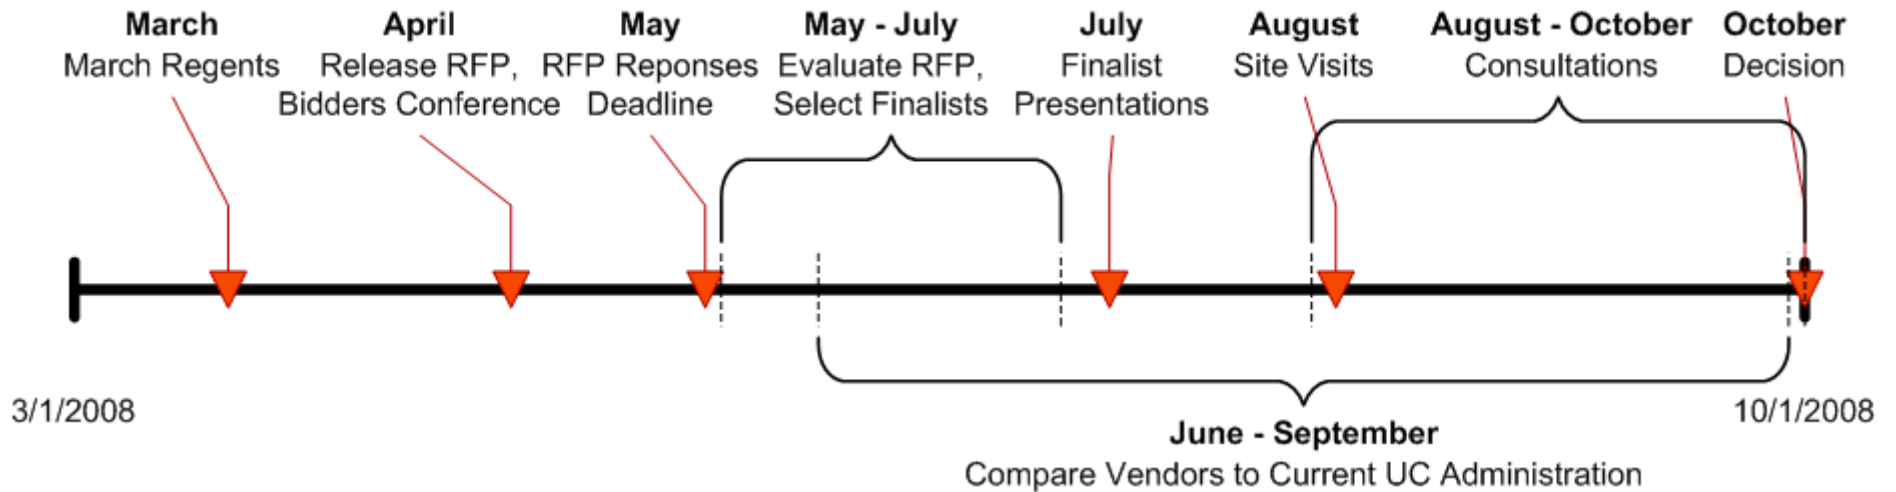 March
March Regents
April
Release RFP,
Bidders Conference
May
RFP Reponses
Deadline
May - July
Evaluate RFP,
Select Finalists
July
Finalist
Presentations
August
Site Visits
August - October
Consultations
October
Decision
3/1/2008
10/1/2008
June - September
Compare Vendors to Current UC Administration